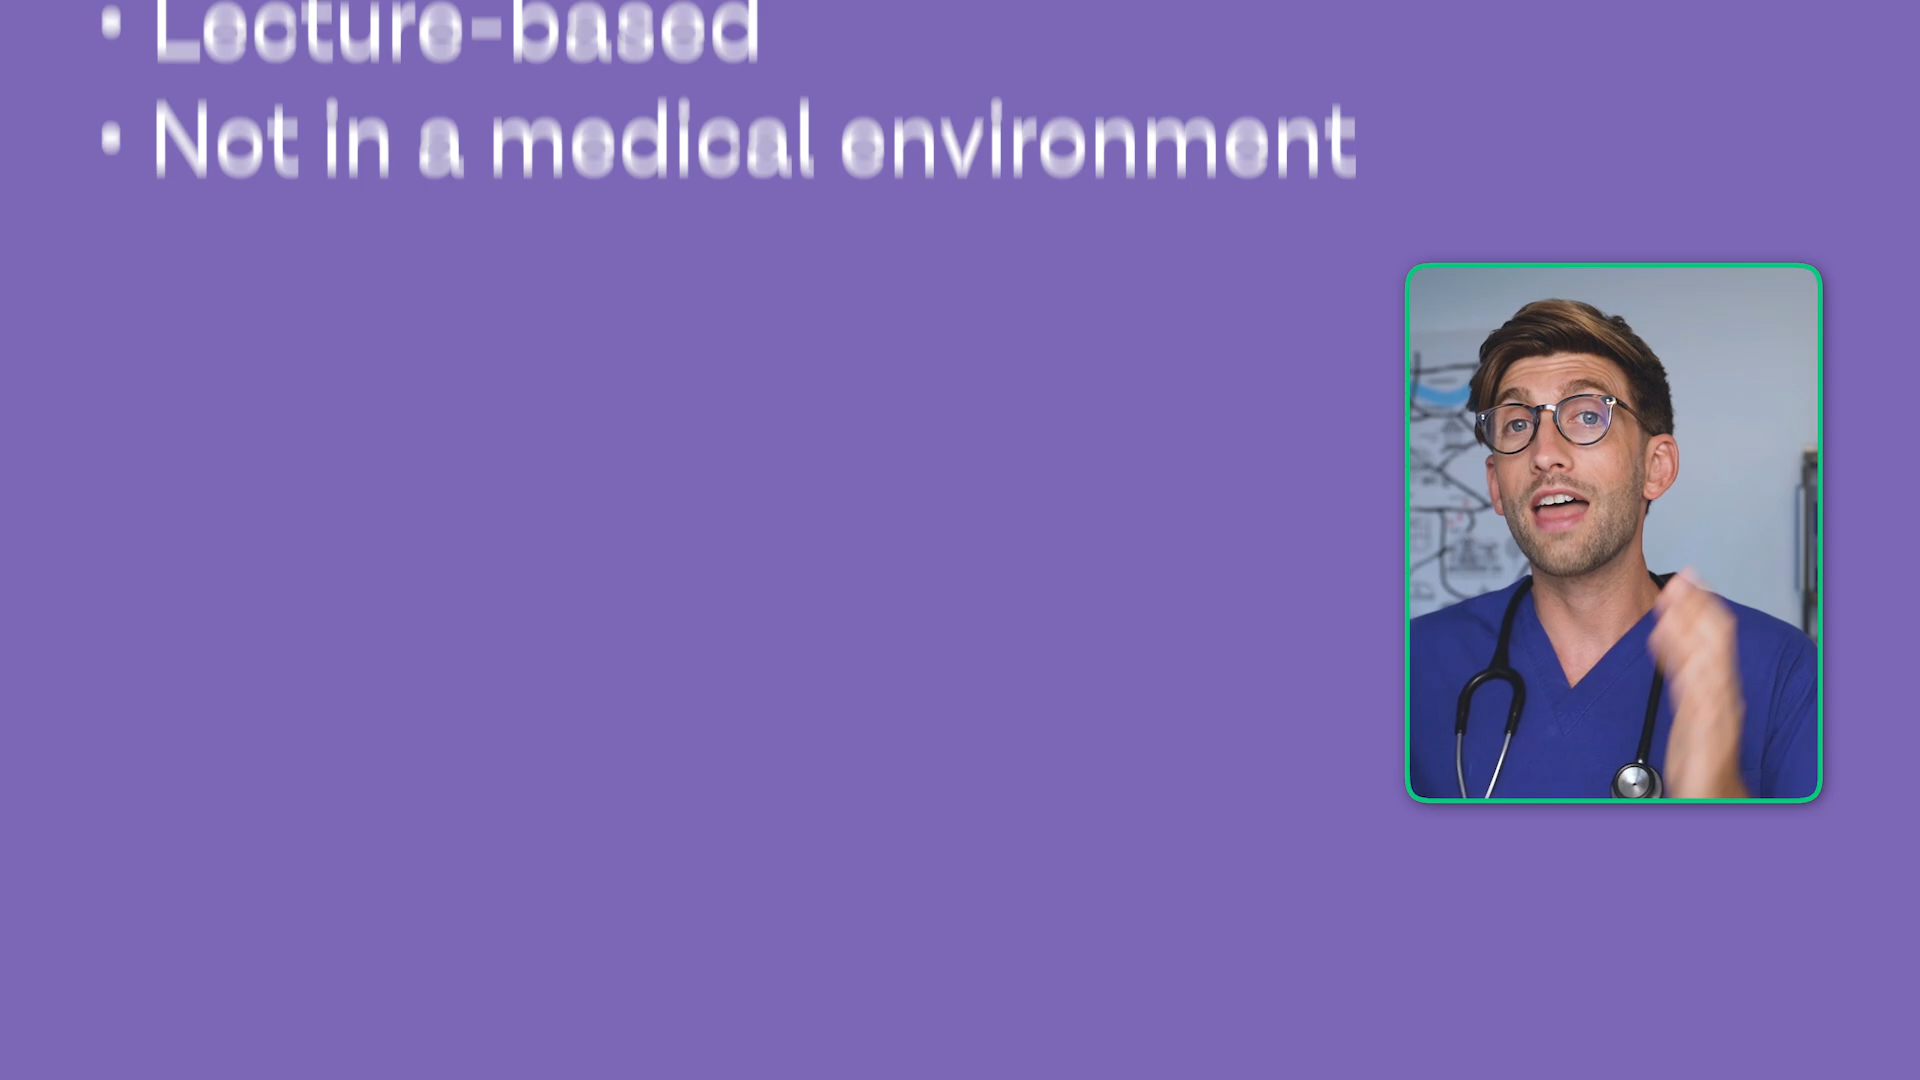 • Lecture-based
• Not in a medical environment